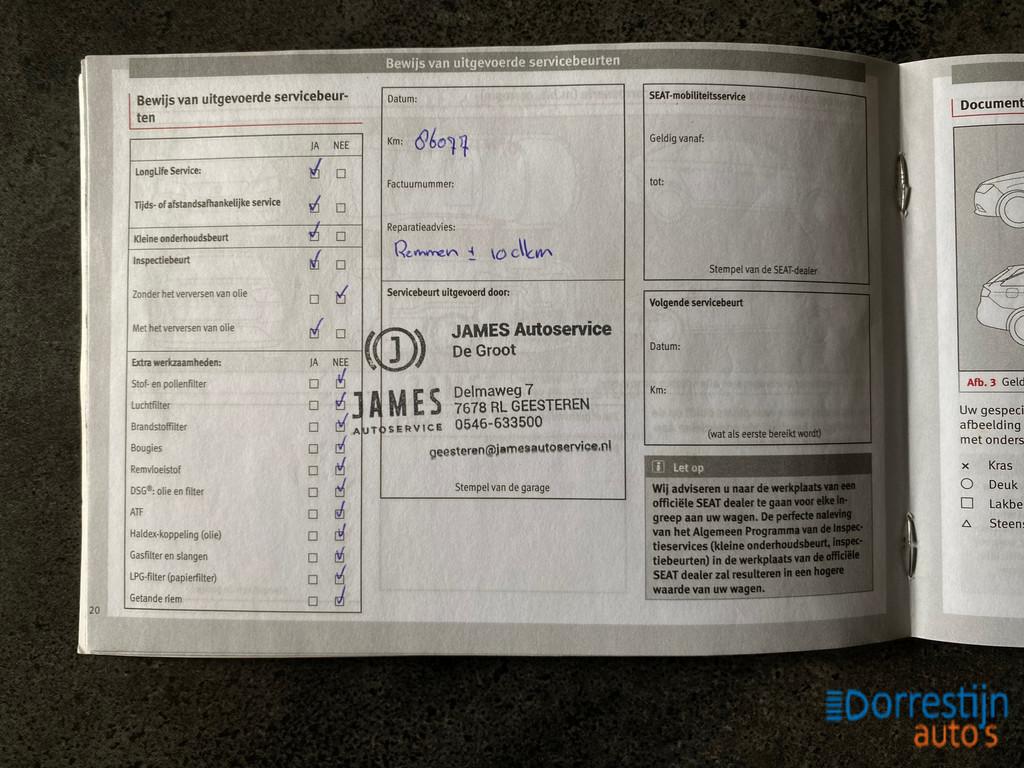 Bewijs van uitgevoerde servicebeurten
Bewijs van uitgevoerde servicebeur-
ten
JA NEE
LongLife Service:
Tijds- of afstandsafhankelijke service
Kleine onderhoudsbeurt
Inspectiebeurt
Zonder het verversen van olie
Met het verversen van olie
Extra werkzaamheden: JA NEE
Stof- en pollenfilter
Luchtfilter
Brandstoffilter
Bougies
Remvloeistof
DSG®: olie en filter
ATF
Haldex-koppeling (olie)
Gasfilter en slangen
LPG-filter (papierfilter)
Getande riem
20
Datum:
Km: 86077
Factuurnummer:
Reparatieadvies:
Remmen ± 10dkm
Servicebeurt uitgevoerd door:
J
JAMES
AUTOSERVICE
JAMES Autoservice
De Groot
Delmaweg 7
7678 RL GEESTEREN
0546-633500
geesteren@jamesautoservice.nl
Stempel van de garage
SEAT-mobiliteitsservice
Geldig vanaf:
tot:
Stempel van de SEAT-dealer
Volgende servicebeurt
Datum:
Km:
(wat als eerste bereikt wordt)
i Let op
Wij adviseren u naar de werkplaats van een
officiële SEAT dealer te gaan voor elke in-
greep aan uw wagen. De perfecte naleving
van het Algemeen Programma van de Inspec-
tieservices (kleine onderhoudsbeurt, inspec-
tiebeurten) in de werkplaats van de officiële
SEAT dealer zal resulteren in een hogere
waarde van uw wagen.
Document
Afb. 3 Geld
Uw gespeci
afbeelding
met onders
Kras
Deuk
Lakbe
Steens
Dorrestijn
auto's